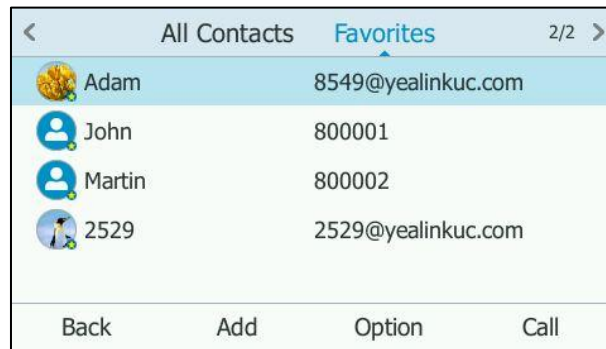 All Contacts Favorites 2/2
Adam 8549@yealinkuc.com
John 800001
Martin 800002
2529 2529@yealinkuc.com
Back Add Option Call